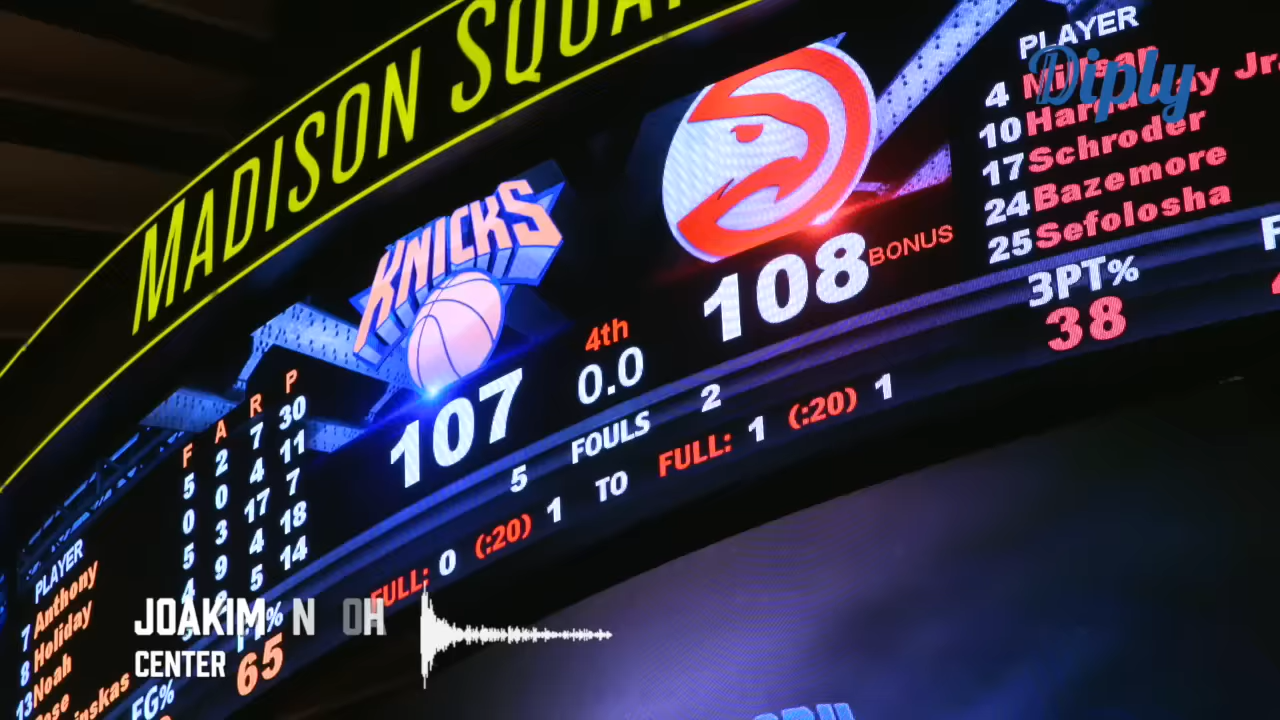 MADISON SQUA
KNICKS
107
4th
0.0
108
BONUS
PLAYER
4
10
17 Schroder
24 Bazemore
25 Sefolosha
Jr.
3PT%
38
Diply
5 FOULS 2
FULL: 0 (:20) 1 TO FULL: 1 (:20) 1
PLAYER F A R P
7 Anthony 5 2 7 30
8 Holiday 0 0 4 11
13 Noah 5 3 17 7
4 9 4 18
5 14
FG%
65
JOAKIM N OH
CENTER